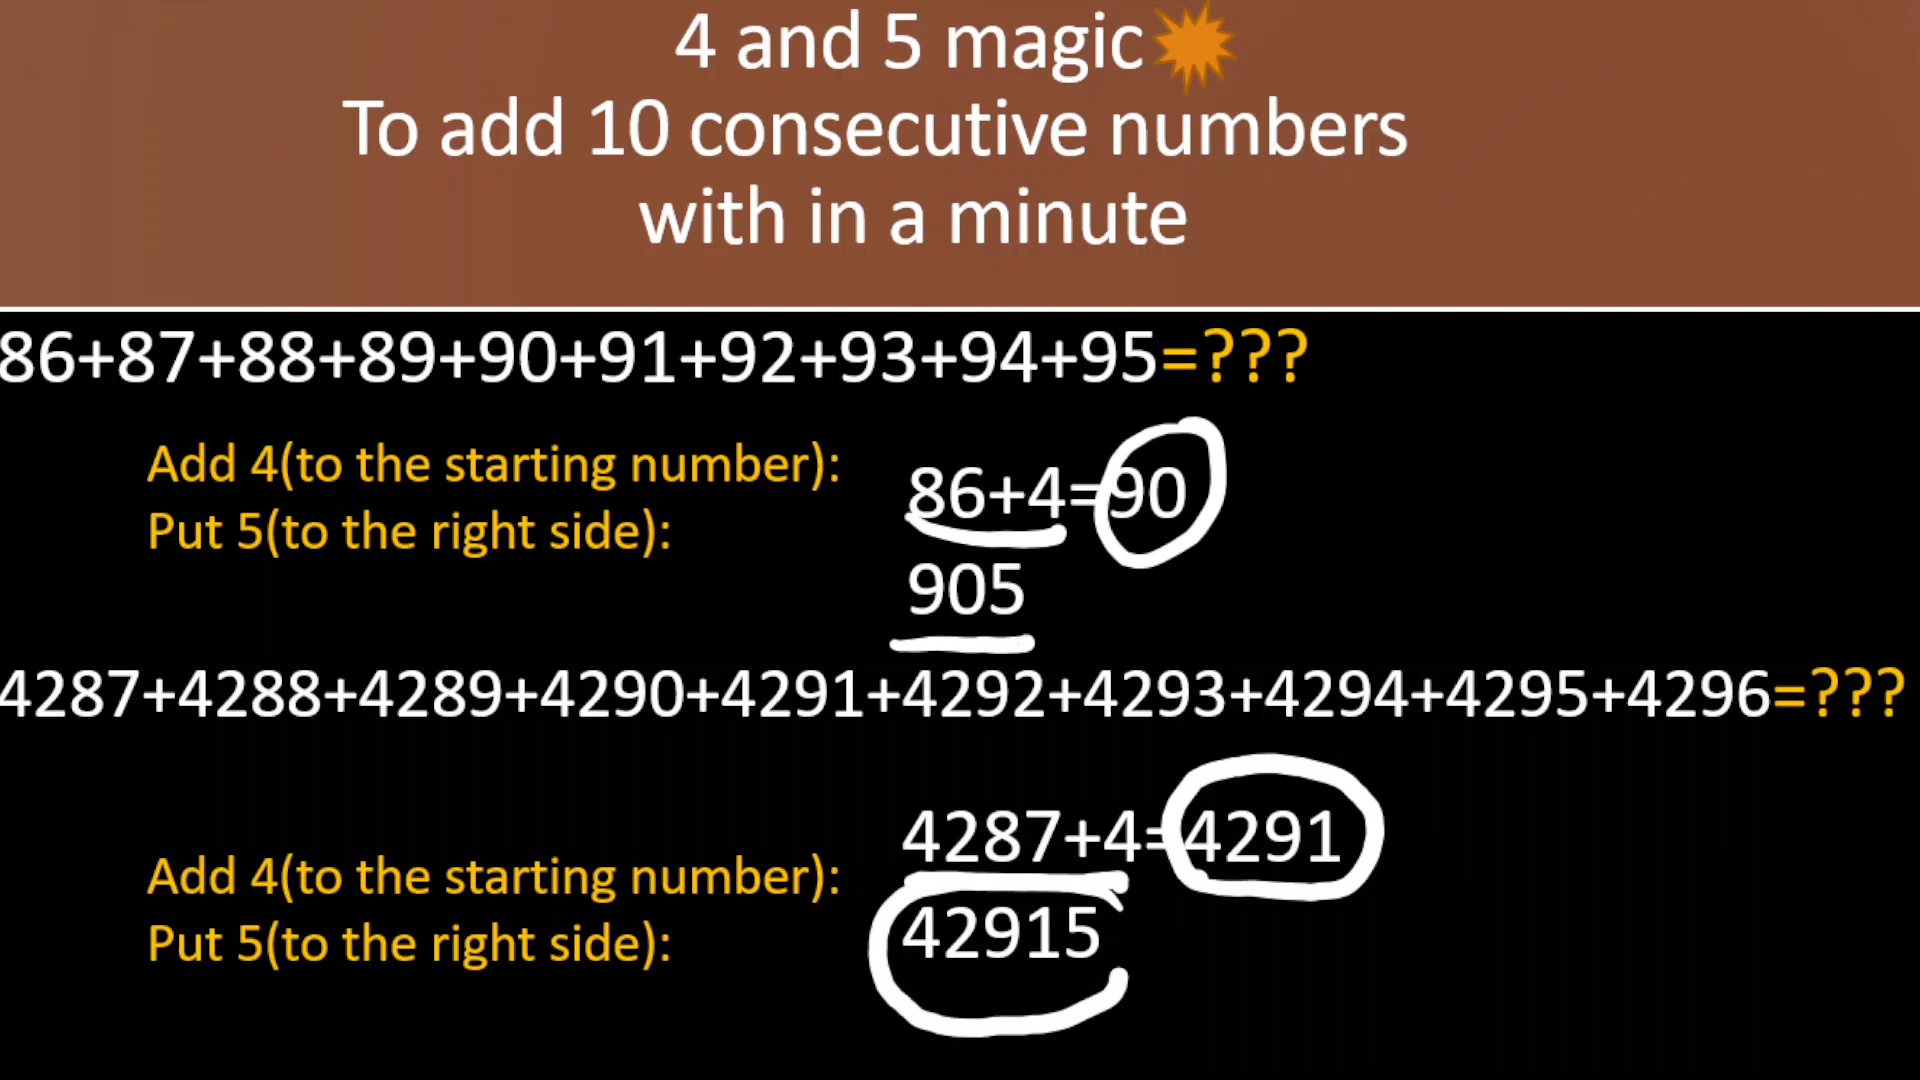 4 and 5 magic
To add 10 consecutive numbers
with in a minute
86+87+88+89+90+91+92+93+94+95=???
Add 4(to the starting number):
86+4=90
Put 5(to the right side):
905
4287+4288+4289+4290+4291+4292+4293+4294+4295+4296=???
4287+4=4291
Add 4(to the starting number):
42915
Put 5(to the right side):